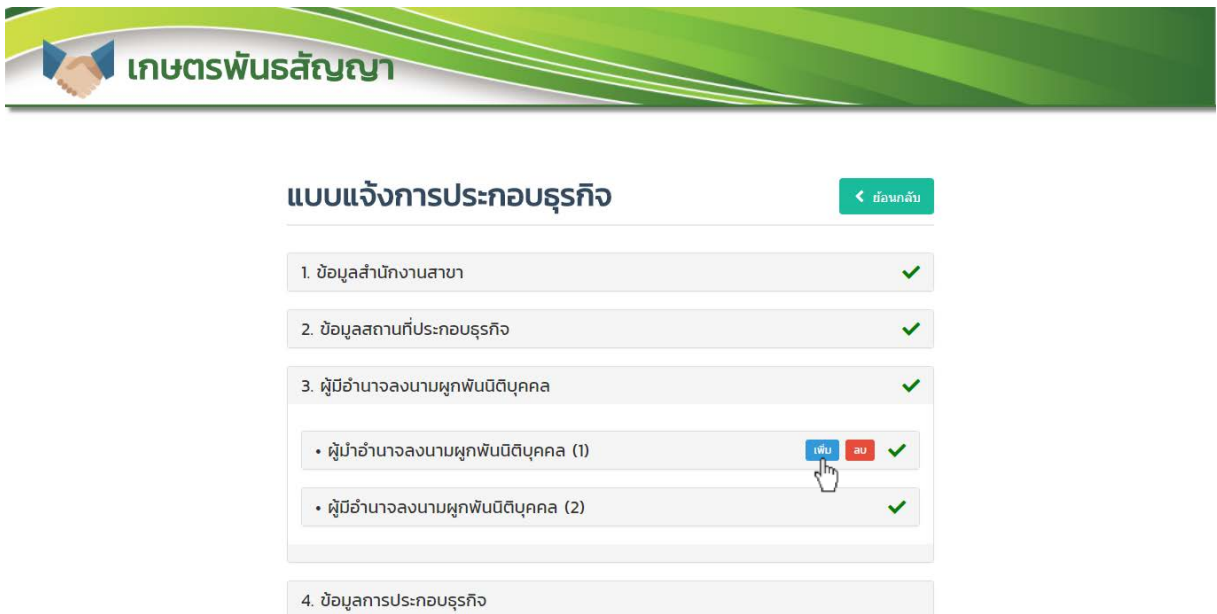 เกษตรพันธสัญญา
แบบแจ้งการประกอบธุรกิจ
ย้อนกลับ
1. ข้อมูลสำนักงานสาขา
2. ข้อมูลสถานที่ประกอบธุรกิจ
3. ผู้มีอำนาจลงนามผูกพันนิติบุคคล
• ผู้มำอำนาจลงนามผูกพันนิติบุคคล (1) เพิ่ม ลบ
• ผู้มีอำนาจลงนามผูกพันนิติบุคคล (2)
4. ข้อมูลการประกอบธุรกิจ